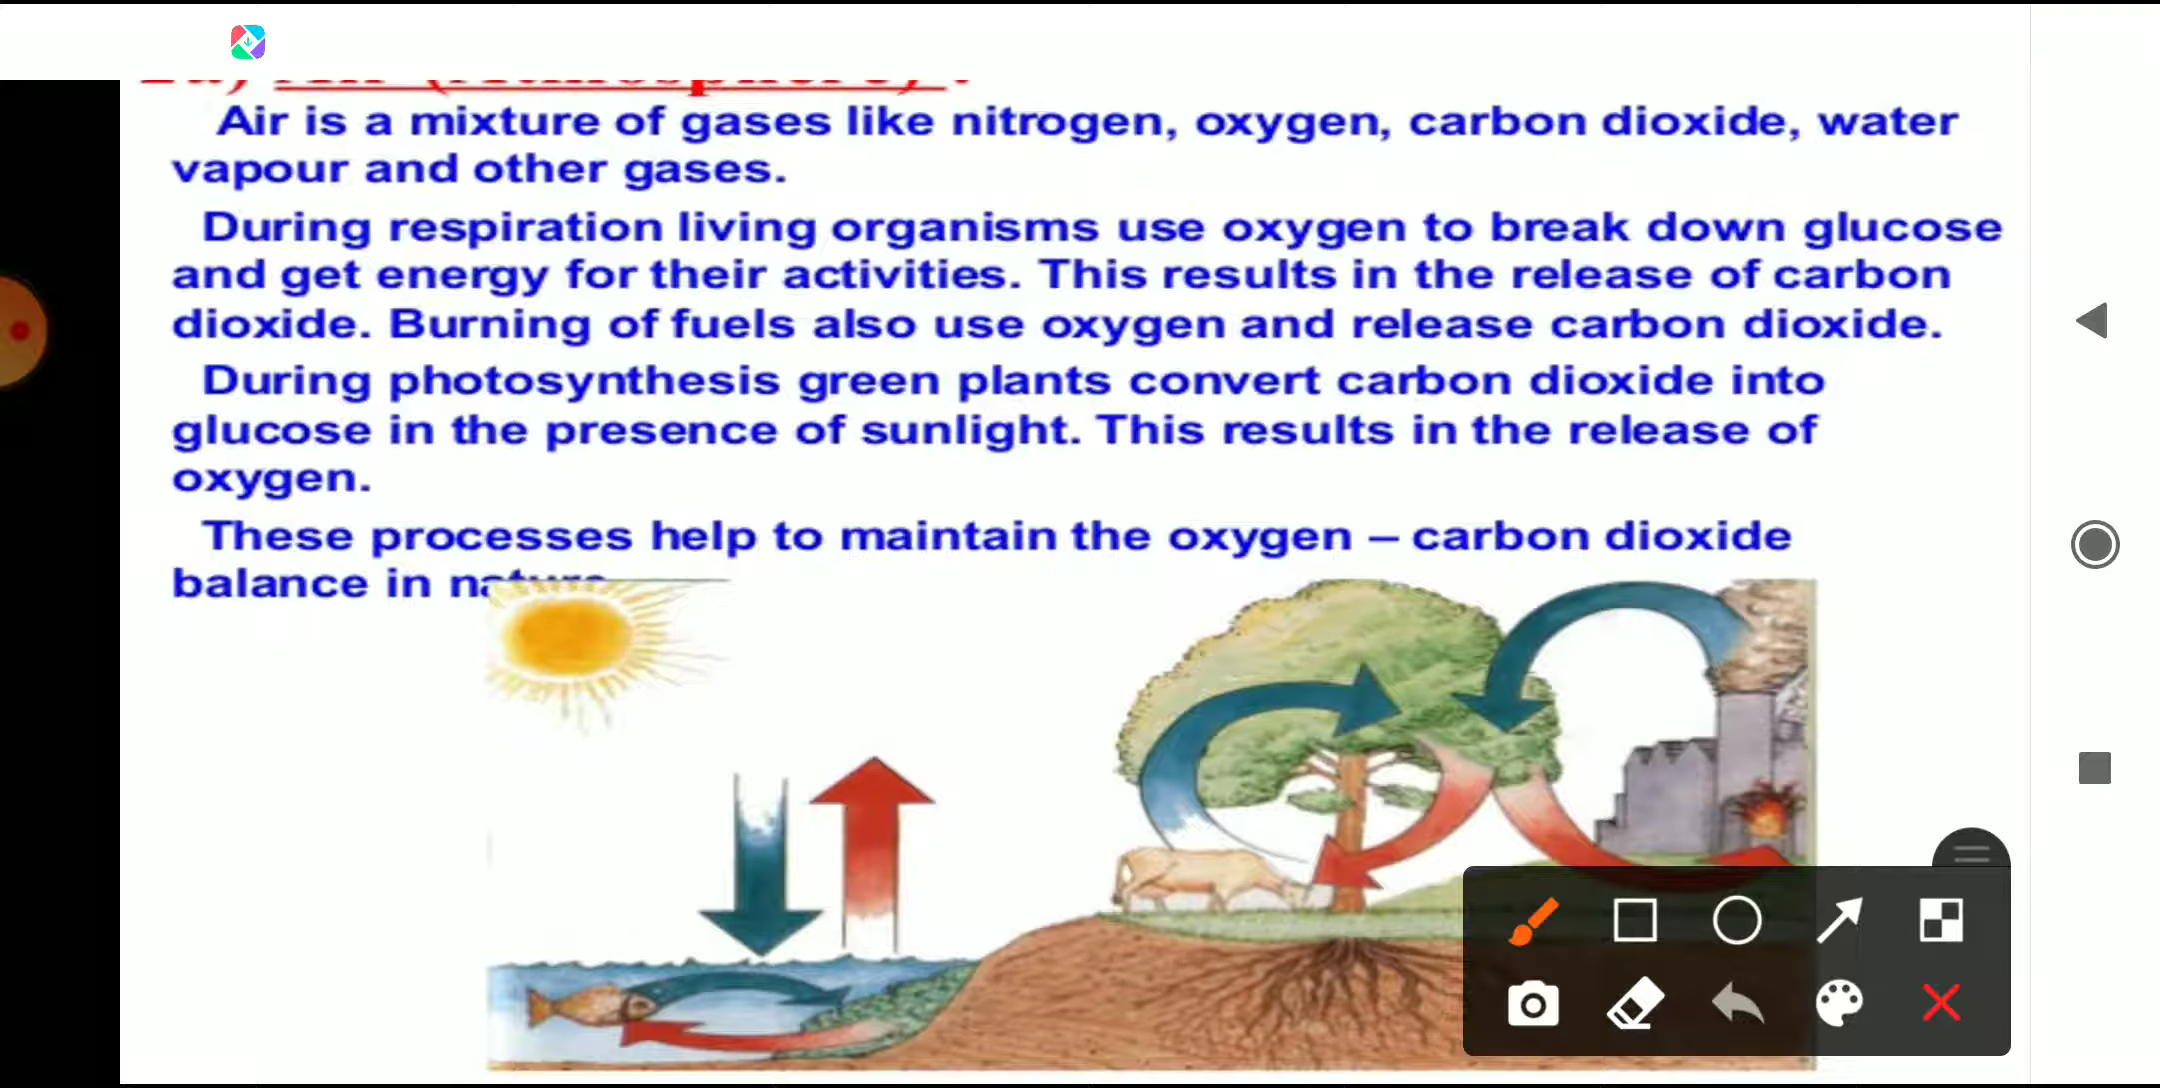 Air is a mixture of gases like nitrogen, oxygen, carbon dioxide, water
vapour and other gases.
During respiration living organisms use oxygen to break down glucose
and get energy for their activities. This results in the release of carbon
dioxide. Burning of fuels also use oxygen and release carbon dioxide.
During photosynthesis green plants convert carbon dioxide into
glucose in the presence of sunlight. This results in the release of
oxygen.
These processes help to maintain the oxygen – carbon dioxide
balance in nature